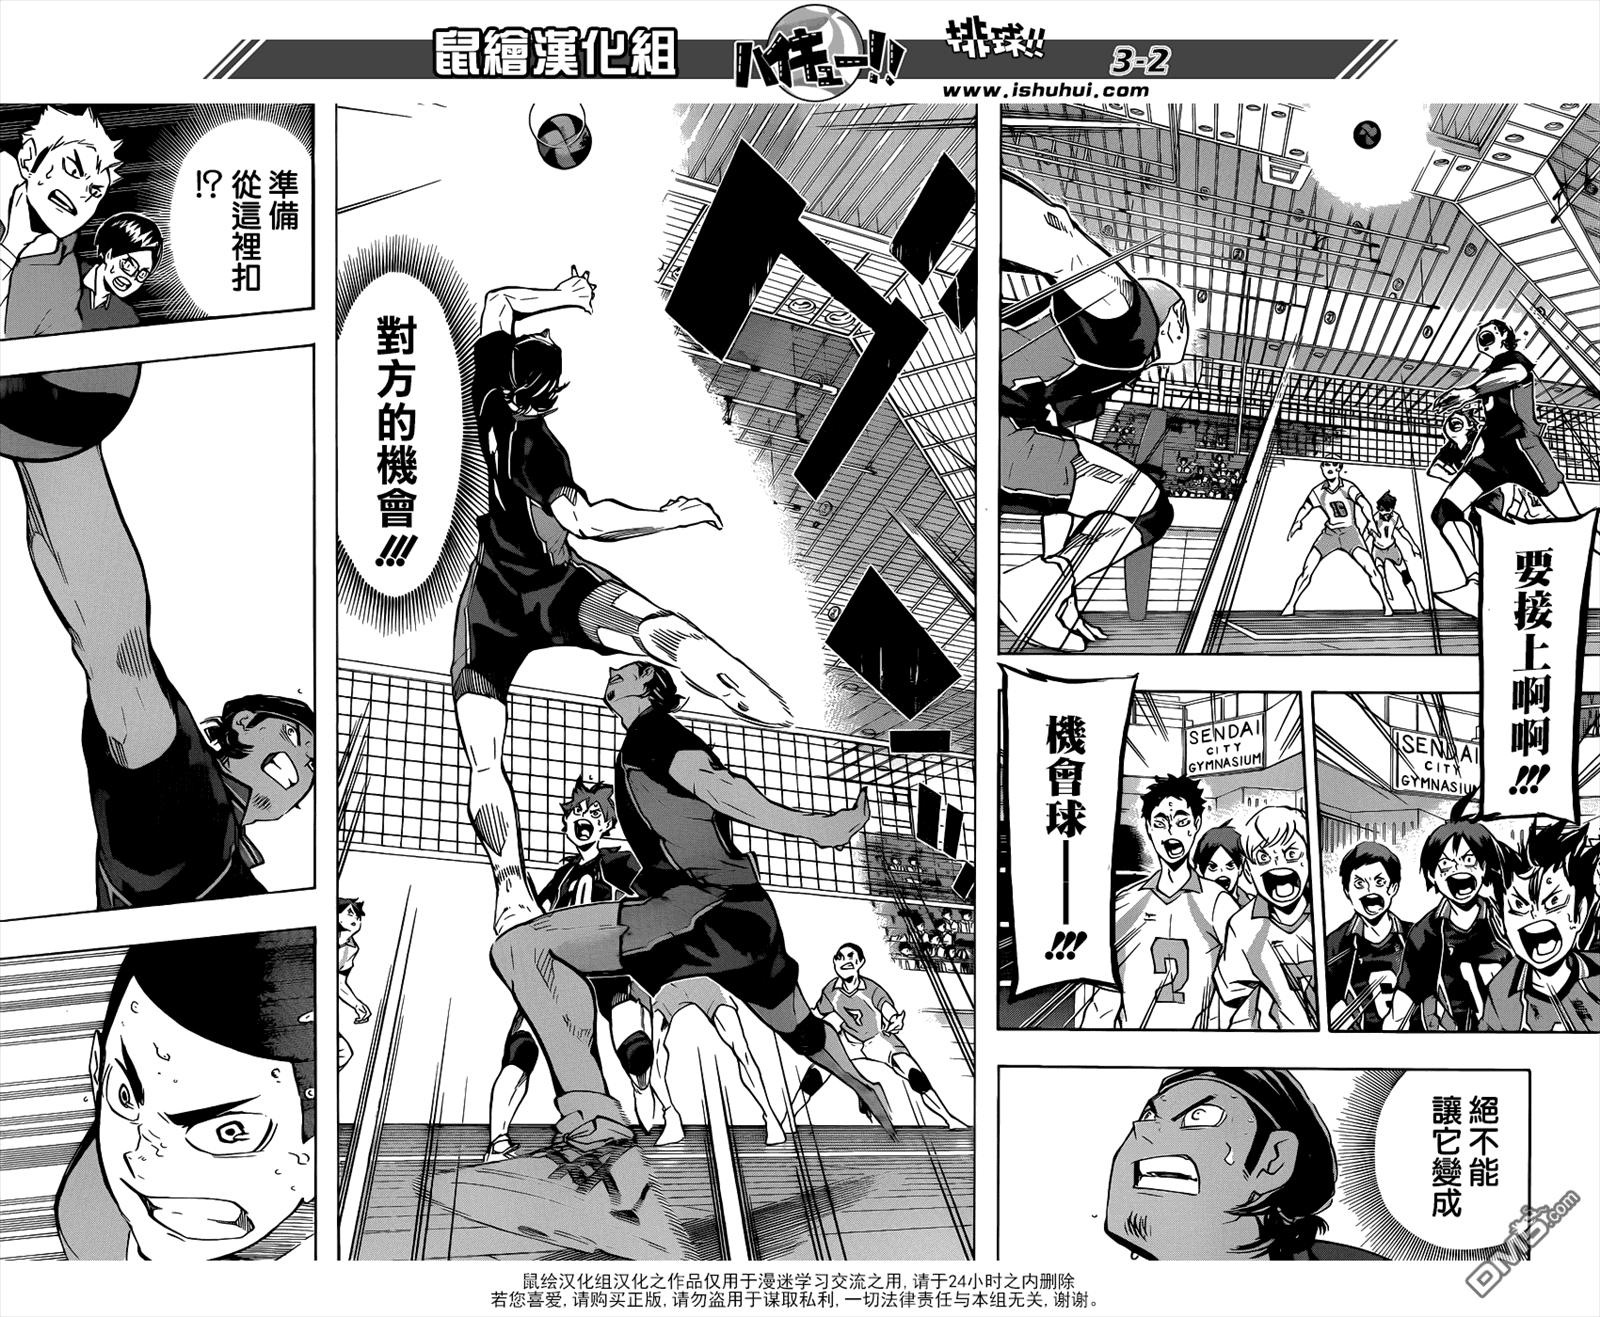 鼠繪漢化組
ハイキュー!!
排球!!
3-2
www.ishuhui.com
要接上啊啊!!!
機會球——!!!
SENDAI
CITY
GYMNASIUM
SENDAI
CITY
GYMNASIUM
絕不能
讓它變成
對方的機會!!!
準備
從這裡扣
!?
鼠绘汉化组汉化之作品仅用于漫迷学习交流之用,请于24小时之内删除
若您喜爱,请购买正版,请勿盗用于谋取私利,一切法律责任与本组无关,谢谢。